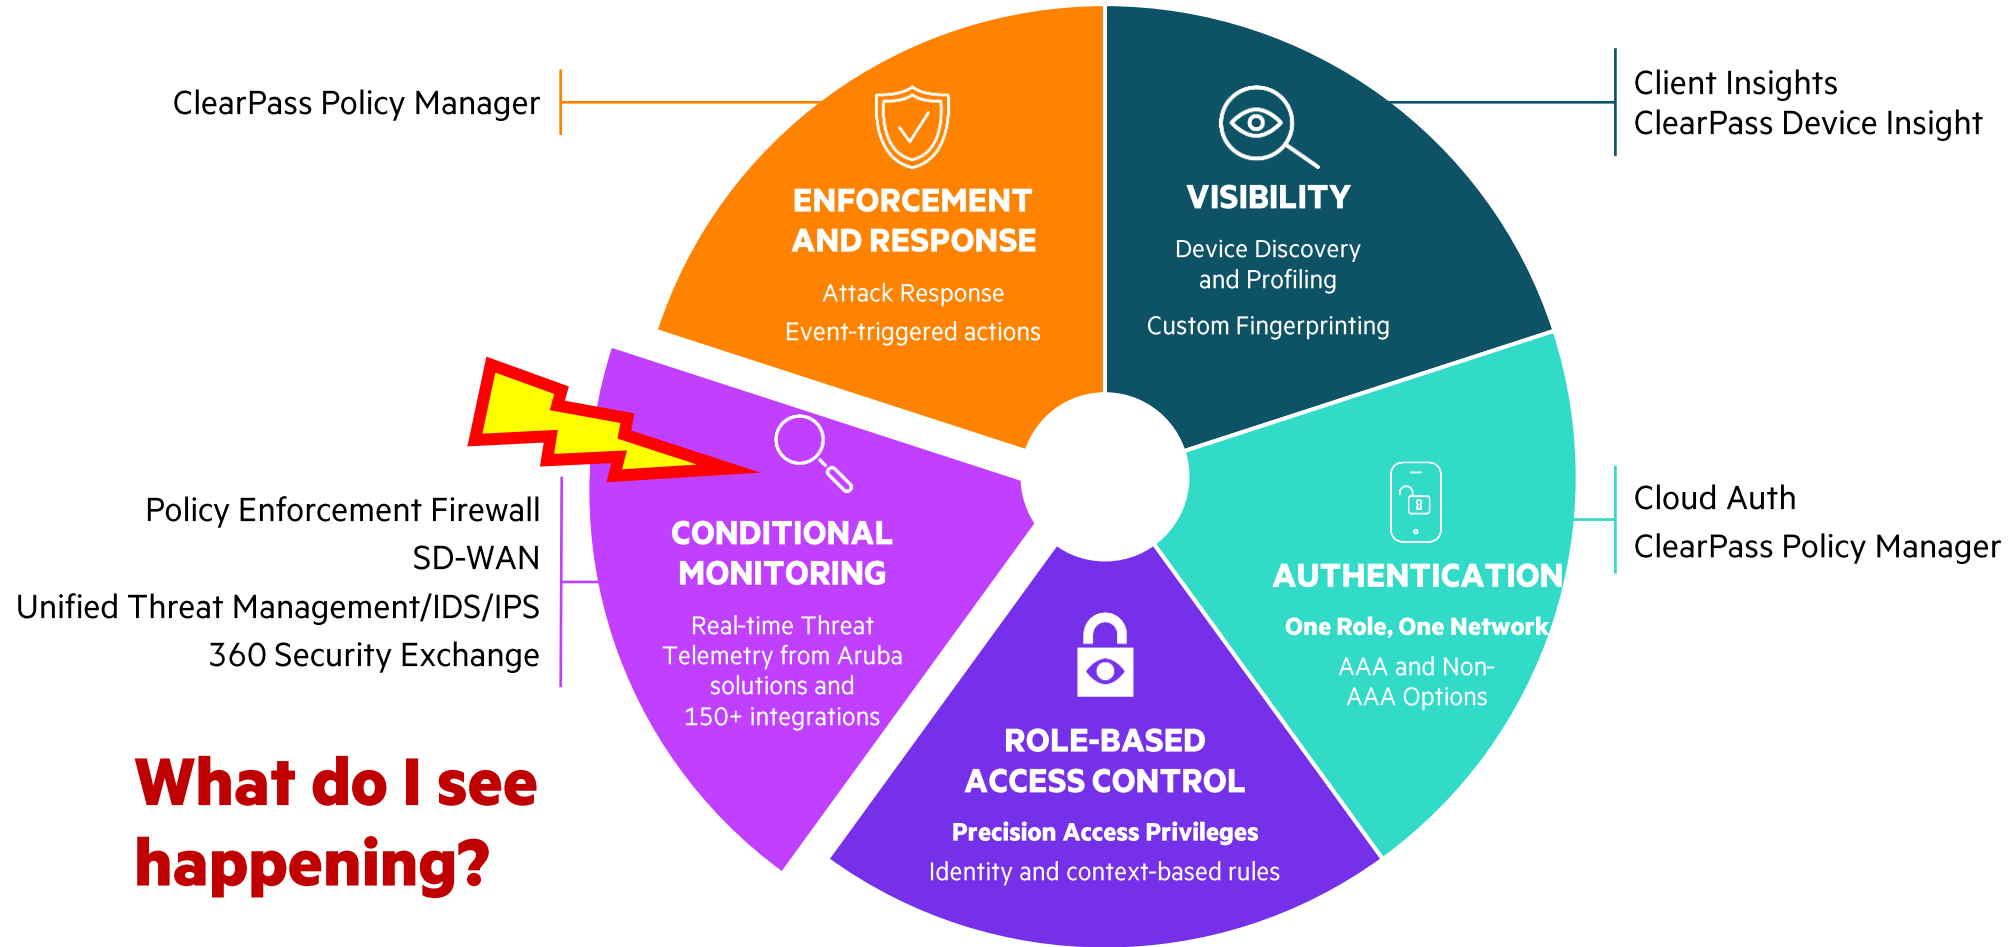 ClearPass Policy Manager
ENFORCEMENT
AND RESPONSE
Attack Response
Event-triggered actions
VISIBILITY
Device Discovery
and Profiling
Custom Fingerprinting
Client Insights
ClearPass Device Insight
Policy Enforcement Firewall
SD-WAN
Unified Threat Management/IDS/IPS
360 Security Exchange
CONDITIONAL
MONITORING
Real-time Threat
Telemetry from Aruba
solutions and
150+ integrations
AUTHENTICATION
One Role, One Network
AAA and Non-
AAA Options
Cloud Auth
ClearPass Policy Manager
ROLE-BASED
ACCESS CONTROL
Precision Access Privileges
Identity and context-based rules
What do I see
happening?